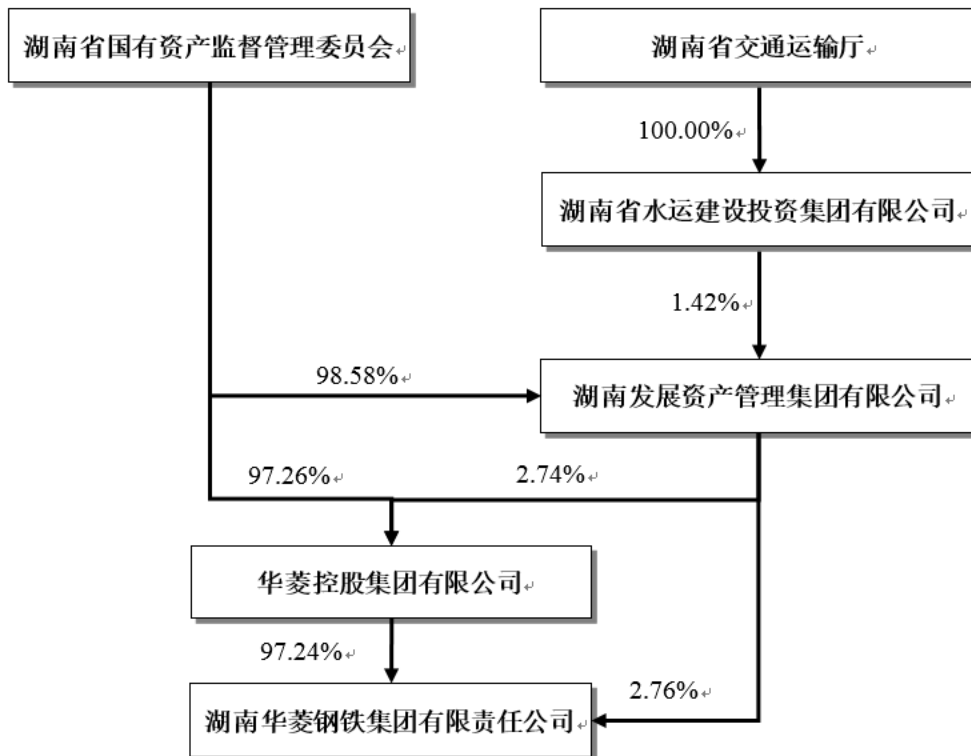 湖南省国有资产监督管理委员会
湖南省交通运输厅
100.00%
湖南省水运建设投资集团有限公司
1.42%
98.58%
湖南发展资产管理集团有限公司
97.26%
2.74%
华菱控股集团有限公司
97.24%
2.76%
湖南华菱钢铁集团有限责任公司